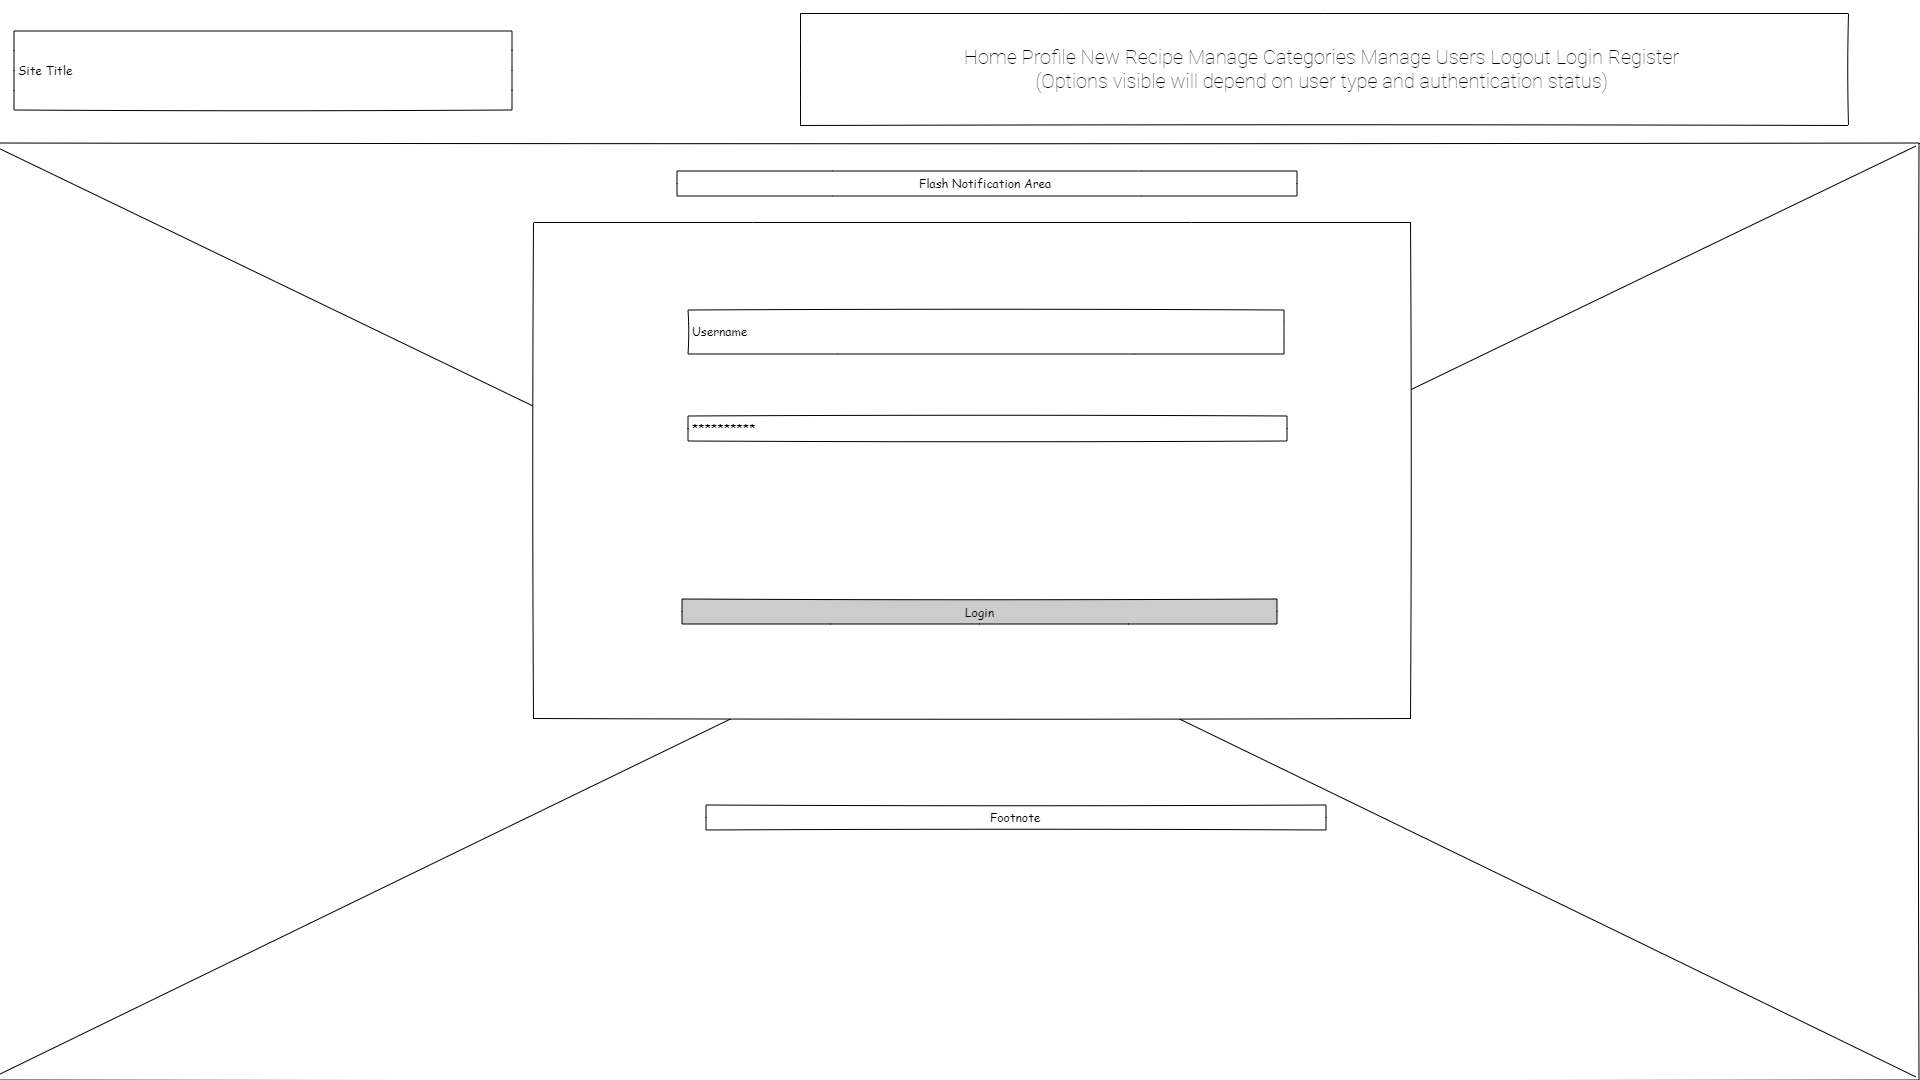 Site Title
Home Profile New Recipe Manage Categories Manage Users Logout Login Register
(Options visible will depend on user type and authentication status)
Flash Notification Area
Username
**********
Login
Footnote